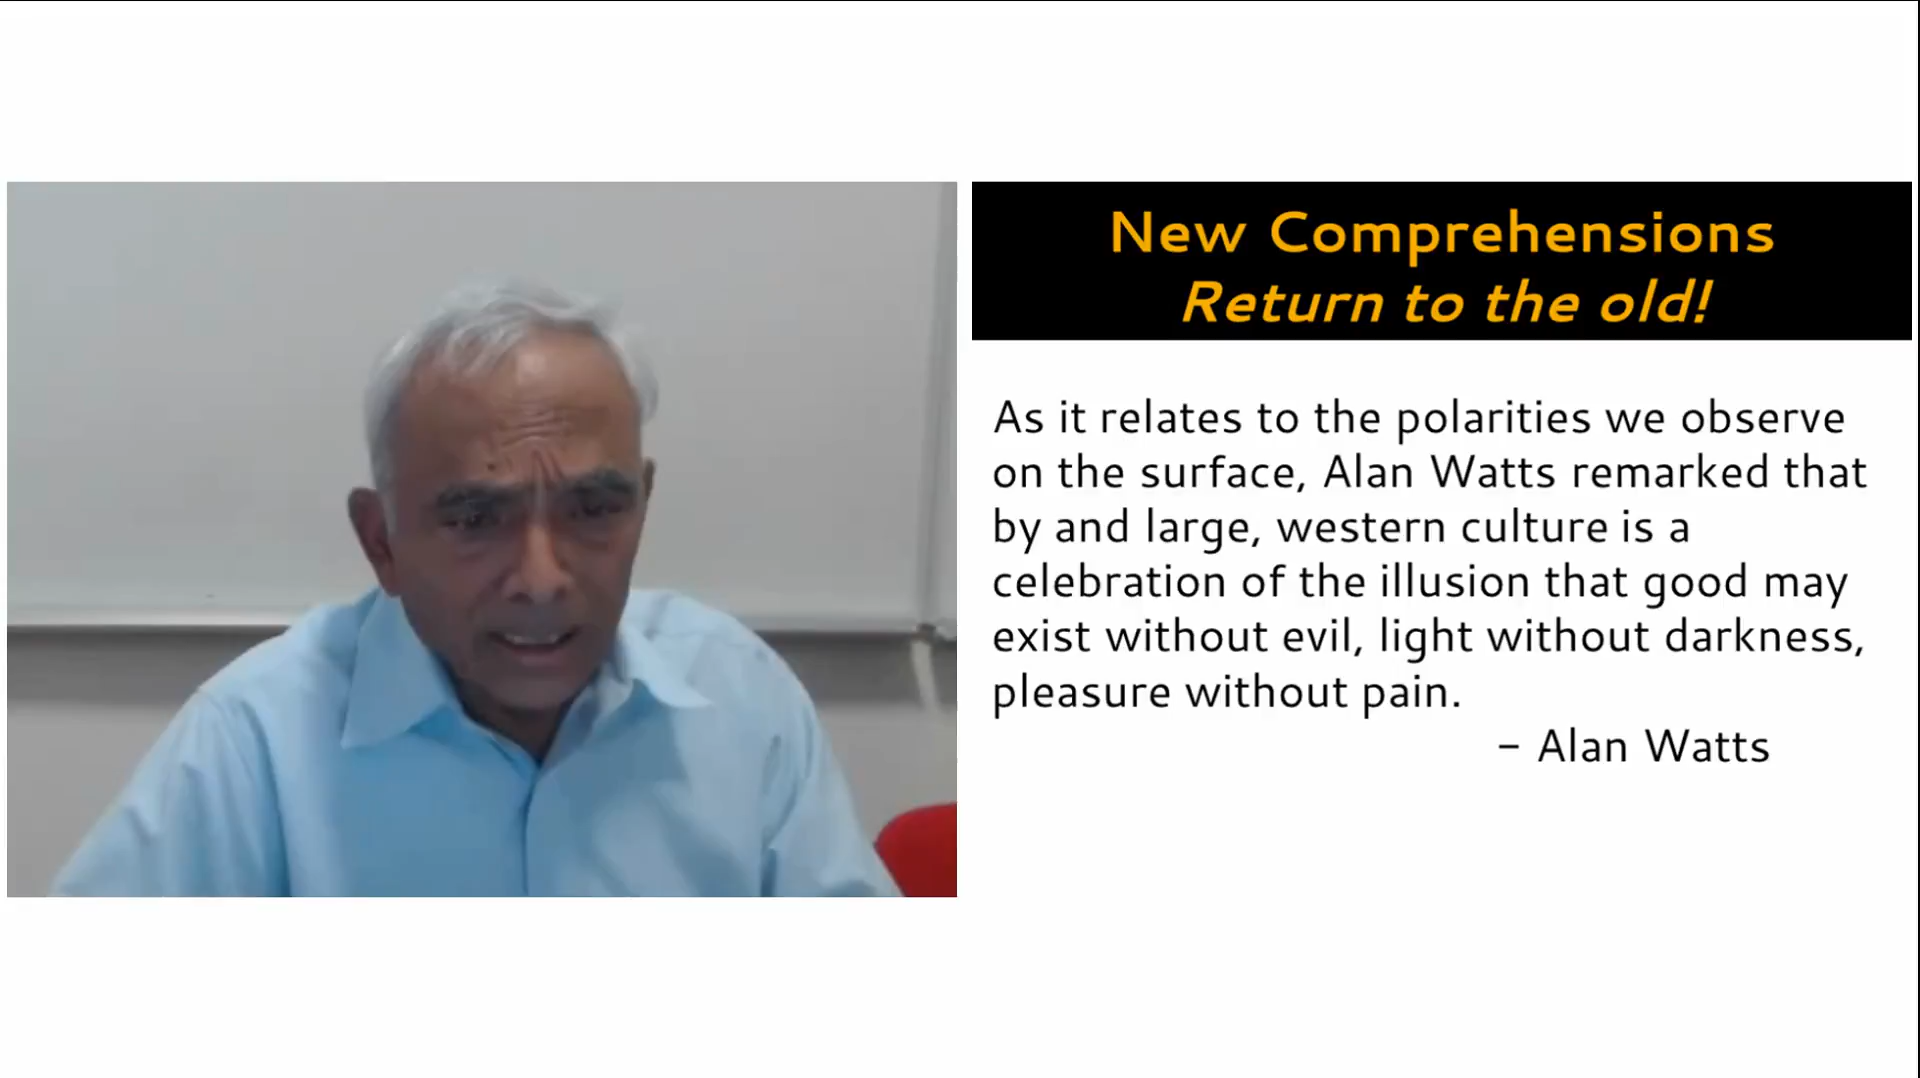 New Comprehensions
Return to the old!
As it relates to the polarities we observe
on the surface, Alan Watts remarked that
by and large, western culture is a
celebration of the illusion that good may
exist without evil, light without darkness,
pleasure without pain.
– Alan Watts